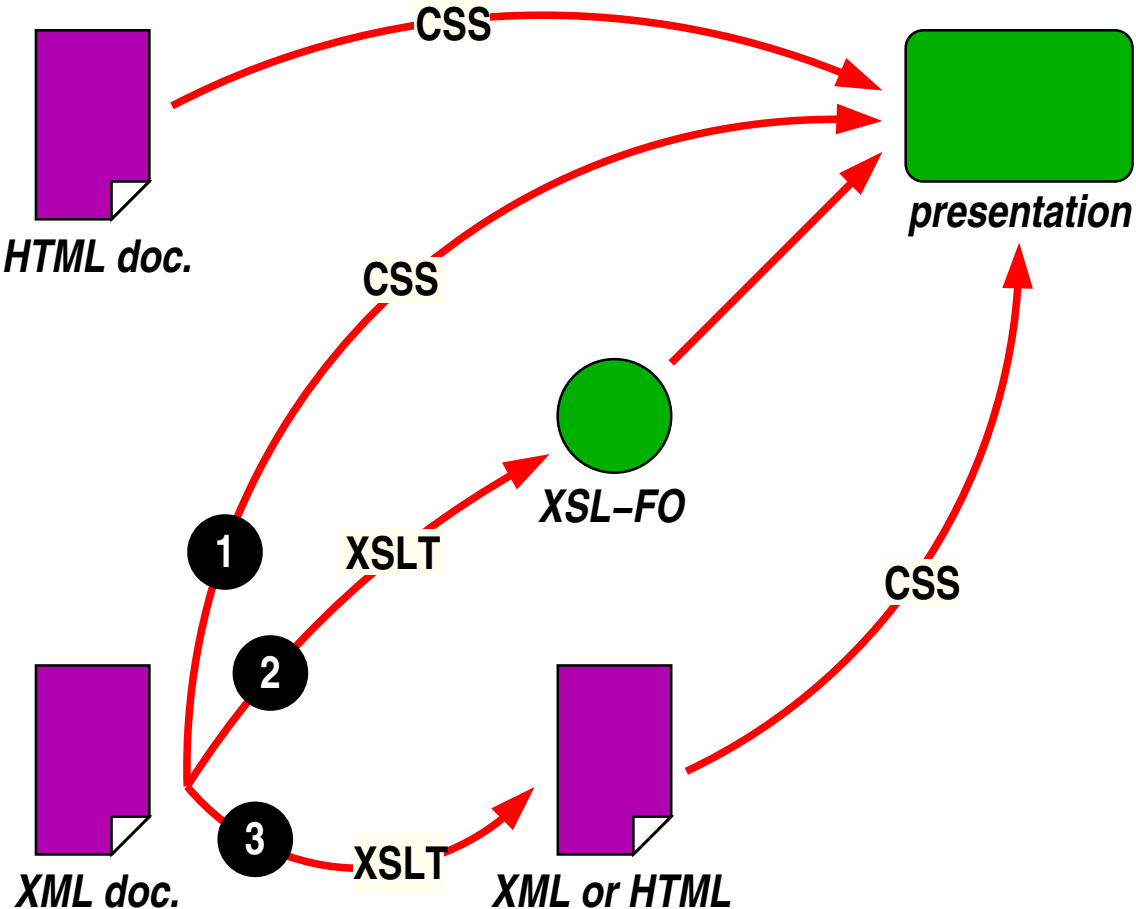 CSS
presentation
HTML doc.
CSS
XSL–FO
1
XSLT
CSS
2
3
XSLT
XML doc.
XML or HTML